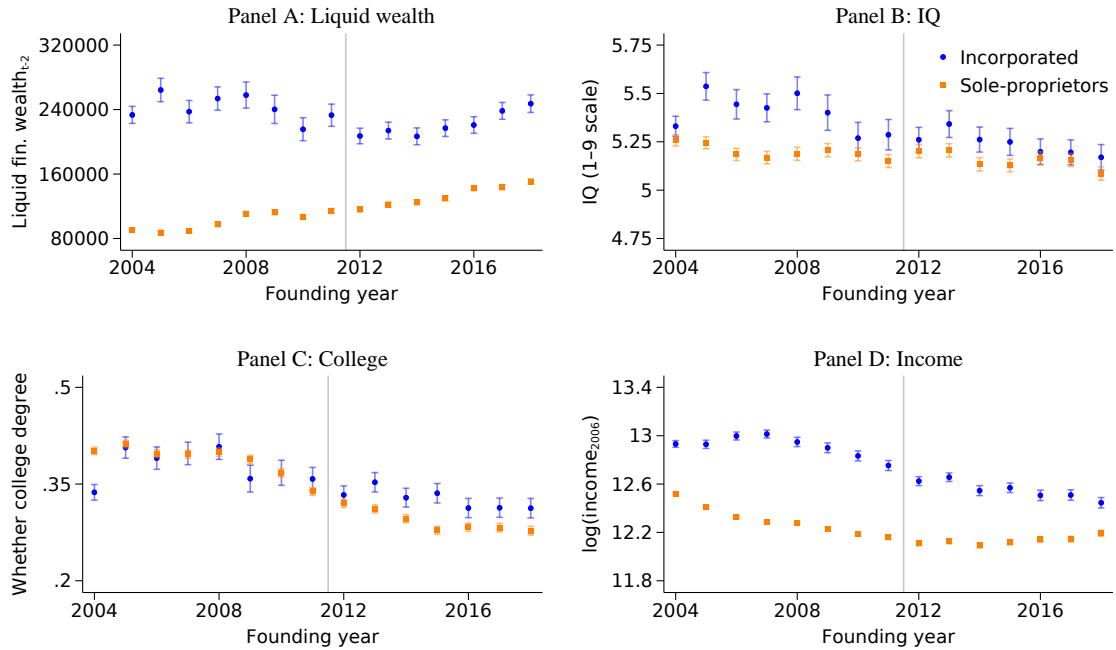 Panel A: Liquid wealth
Liquid fin. wealth t-2
320000
240000
160000
80000
2004 2008 2012 2016
Founding year
Panel B: IQ
IQ (1–9 scale)
5.75
5.5
5.25
5
4.75
Incorporated
Sole-proprietors
2004 2008 2012 2016
Founding year
Panel C: College
Whether college degree
.5
.35
.2
2004 2008 2012 2016
Founding year
Panel D: Income
log(income2006)
13.4
13
12.6
12.2
11.8
2004 2008 2012 2016
Founding year